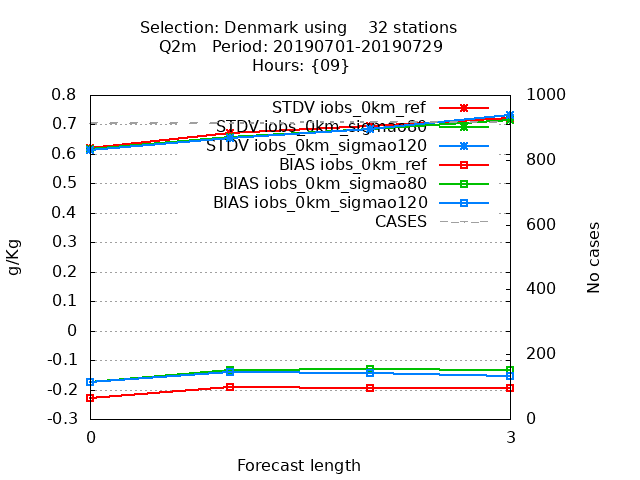 Selection: Denmark using    32 stations
Q2m   Period: 20190701-20190729
Hours: {09}
0.8
0.7
0.6
0.5
0.4
0.3
0.2
0.1
0
-0.1
-0.2
-0.3
g/Kg
STDV iobs_0km_ref
STDV iobs_0km_sigmao80
STDV iobs_0km_sigmao120
BIAS iobs_0km_ref
BIAS iobs_0km_sigmao80
BIAS iobs_0km_sigmao120
CASES
1000
800
600
400
200
0
No cases
0
3
Forecast length